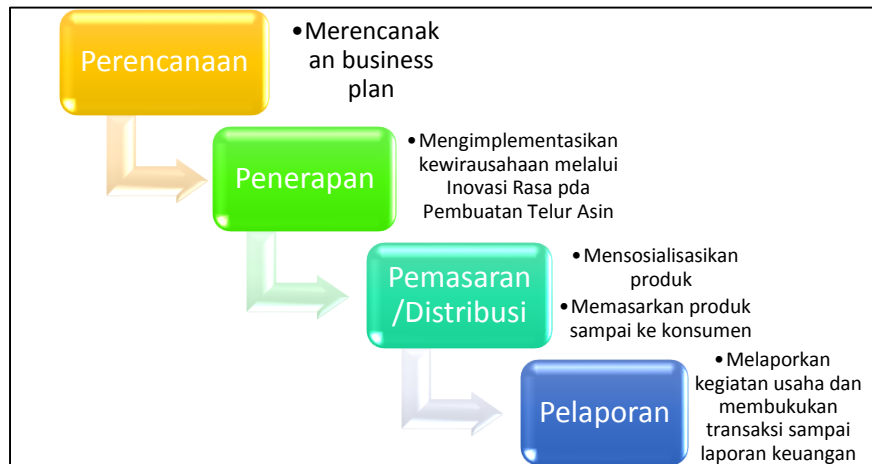 Perencanaan
•Merencanak
an business
plan
Penerapan
•Mengimplementasikan
kewirausahaan melalui
Inovasi Rasa pda
Pembuatan Telur Asin
Pemasaran
/Distribusi
•Mensosialisasikan
produk
•Memasarkan produk
sampai ke konsumen
Pelaporan
•Melaporkan
kegiatan usaha dan
membukukan
transaksi sampai
laporan keuangan